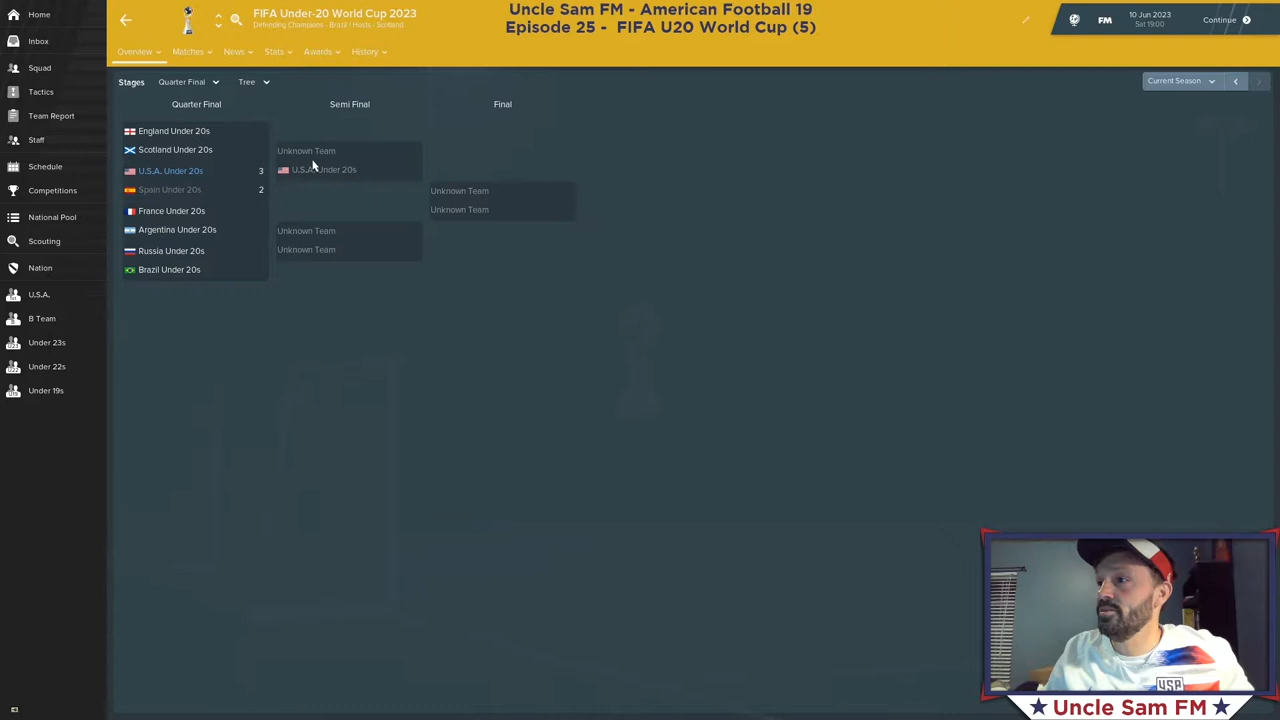 FIFA Under-20 World Cup 2023
Defending Champions - Brazil / Hosts - Scotland
Uncle Sam FM - American Football 19
Episode 25 -  FIFA U20 World Cup (5)
FM
10 Jun 2023
Sat 19:00
Continue
Home
Inbox
Squad
Tactics
Team Report
Staff
Schedule
Competitions
National Pool
Scouting
Nation
U.S.A.
B Team
Under 23s
Under 22s
Under 19s
Overview
Matches
News
Stats
Awards
History
Stages
Quarter Final
Tree
Current Season
Quarter Final
Semi Final
Final
England Under 20s
Scotland Under 20s
U.S.A. Under 20s 3
Spain Under 20s 2
France Under 20s
Argentina Under 20s
Russia Under 20s
Brazil Under 20s
Unknown Team
U.S.A. Under 20s
Unknown Team
Unknown Team
Unknown Team
Unknown Team
USA
Uncle Sam FM